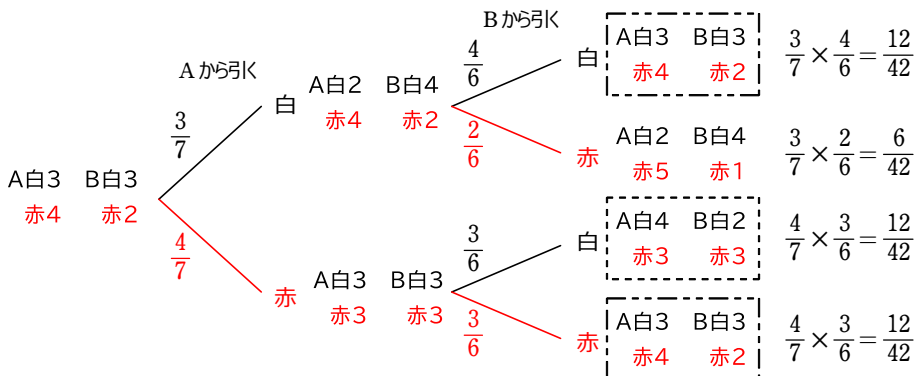 Bから引く
A白3 B白3
赤4 赤2
3/7 × 4/6 = 12/42
4/6
白
Aから引く
A白2 B白4
赤4 赤2
白
3/7
2/6
赤
A白2 B白4
赤5 赤1
3/7 × 2/6 = 6/42
A白3 B白3
赤4 赤2
4/7
赤
A白3 B白3
赤3 赤3
3/6
白
A白4 B白2
赤3 赤3
4/7 × 3/6 = 12/42
3/6
赤
A白3 B白3
赤4 赤2
4/7 × 3/6 = 12/42